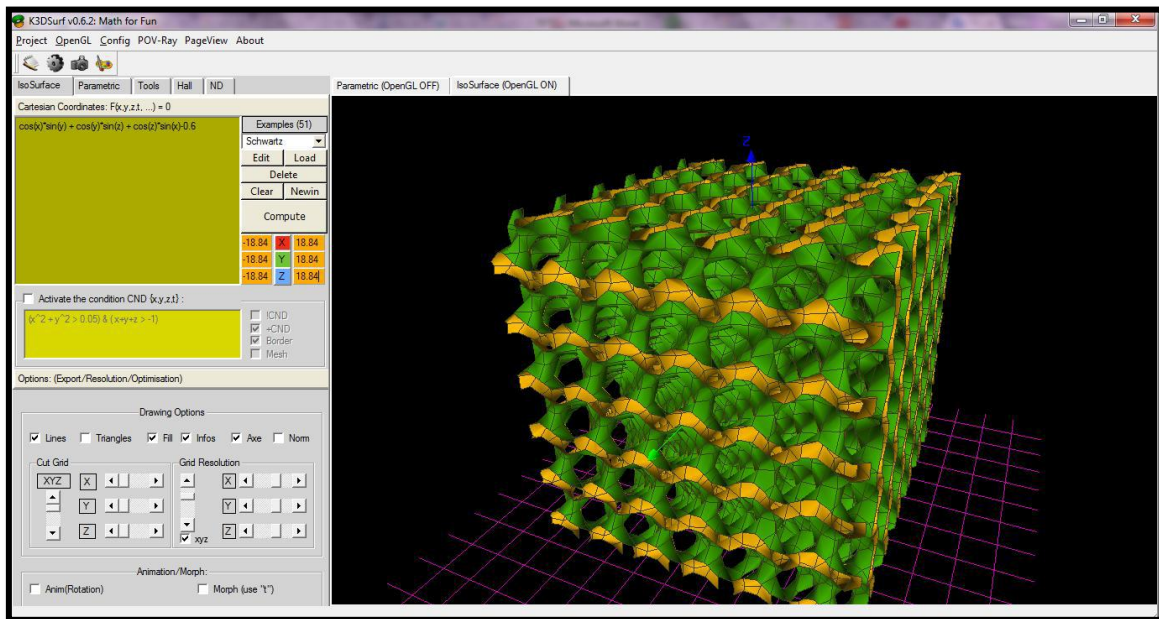 K3DSurf v0.6.2: Math for Fun
Project OpenGL Config POV-Ray PageView About
IsoSurface Parametric Tools Hall ND
Parametric (OpenGL OFF) IsoSurface (OpenGL ON)
Cartesian Coordinates: F(x,y,z,t, ...) = 0
cos(x)*sin(y) + cos(y)*sin(z) + cos(z)*sin(x)-0.6
Examples (51)
Schwartz
Edit Load
Delete
Clear Newin
Compute
-18.84 X 18.84
-18.84 Y 18.84
-18.84 Z 18.84
Activate the condition CND {x,y,z,t} :
(x^2 + y^2 > 0.05) & (x+y+z > -1)
!CND
+CND
Border
Mesh
Options: (Export/Resolution/Optimisation)
Drawing Options
Lines Triangles Fill Infos Axe Norm
Cut Grid Grid Resolution
XYZ X X
Y Y
Z Z
xyz
Animation/Morph:
Anim(Rotation) Morph (use "t")
Z